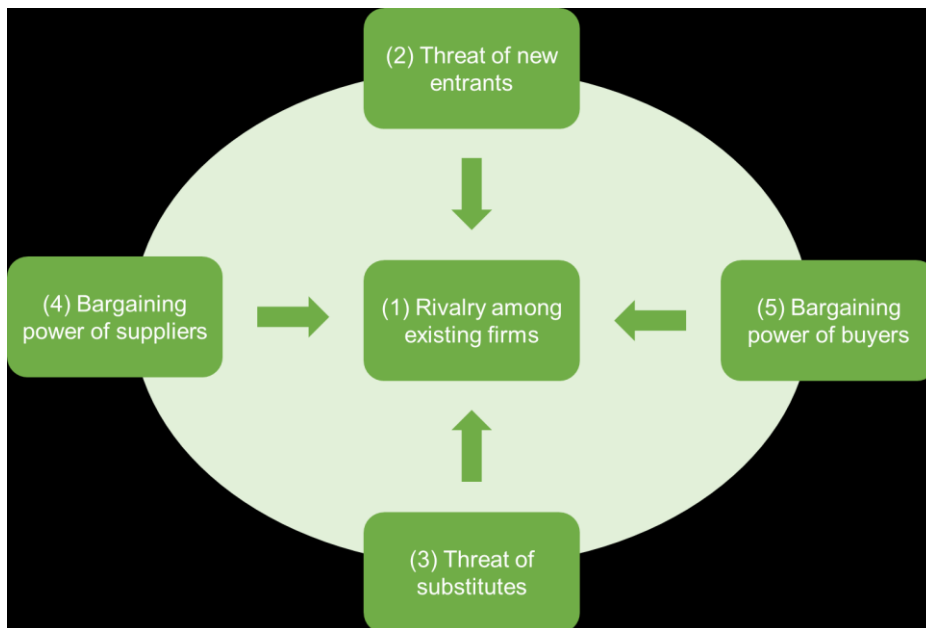 (2) Threat of new
entrants
(4) Bargaining
power of suppliers
(1) Rivalry among
existing firms
(5) Bargaining
power of buyers
(3) Threat of
substitutes